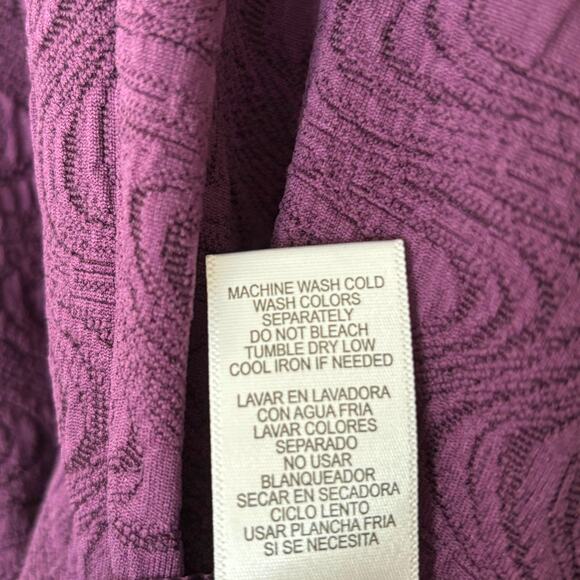 MACHINE WASH COLD
WASH COLORS
SEPARATELY
DO NOT BLEACH
TUMBLE DRY LOW
COOL IRON IF NEEDED
LAVAR EN LAVADORA
CON AGUA FRIA
LAVAR COLORES
SEPARADO
NO USAR
BLANQUEADOR
SECAR EN SECADORA
CICLO LENTO
USAR PLANCHA FRIA
SI SE NECESITA